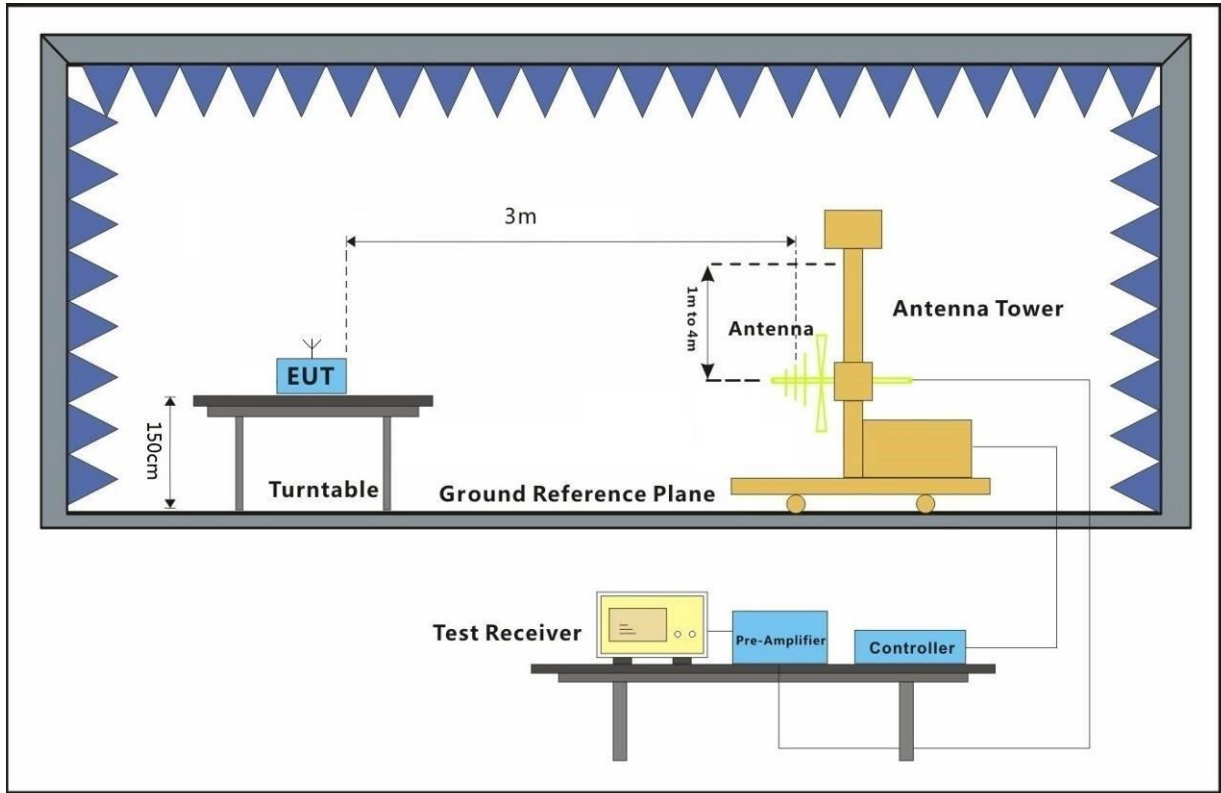 3m
1m to 4m
Antenna
Antenna Tower
EUT
150cm
Turntable
Ground Reference Plane
Test Receiver
Pre-Amplifier
Controller